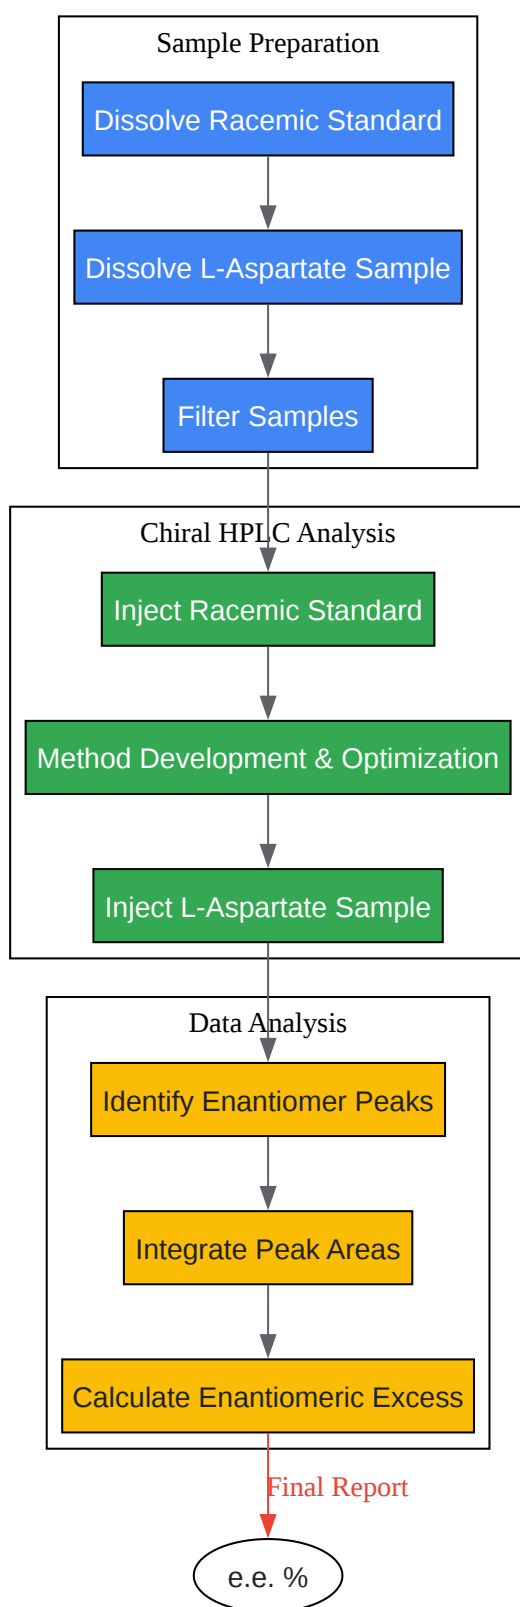 Sample Preparation
Dissolve Racemic Standard
Dissolve L-Aspartate Sample
Filter Samples
Chiral HPLC Analysis
Inject Racemic Standard
Method Development & Optimization
Inject L-Aspartate Sample
Data Analysis
Identify Enantiomer Peaks
Integrate Peak Areas
Calculate Enantiomeric Excess
Final Report
e.e. %